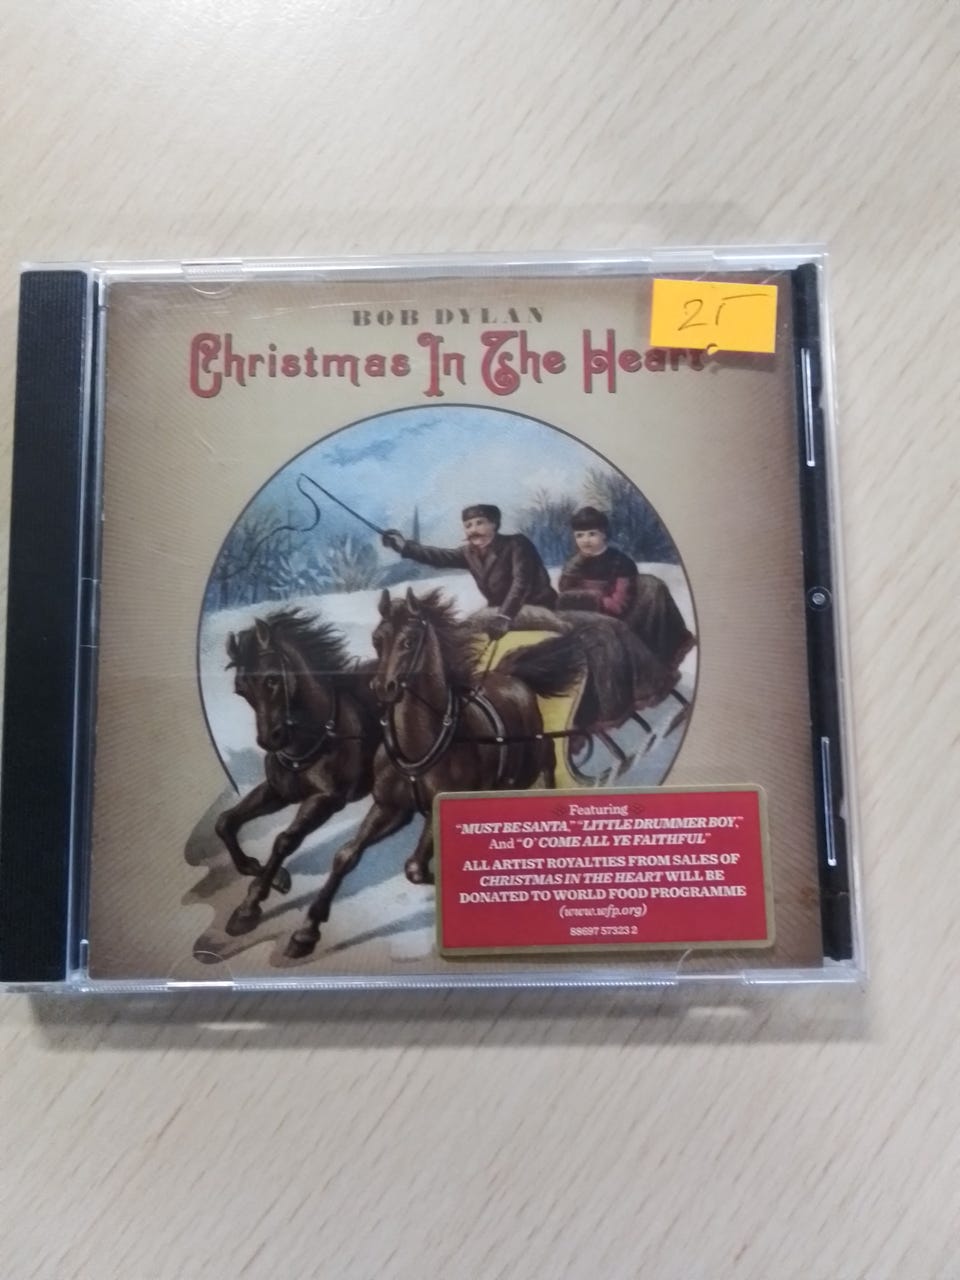 BOB DYLAN
Christmas In The Heart
Featuring
"MUST BE SANTA," "LITTLE DRUMMER BOY,"
And "O' COME ALL YE FAITHFUL"
ALL ARTIST ROYALTIES FROM SALES OF
CHRISTMAS IN THE HEART WILL BE
DONATED TO WORLD FOOD PROGRAMME
(www.wfp.org)
88697 57323 2